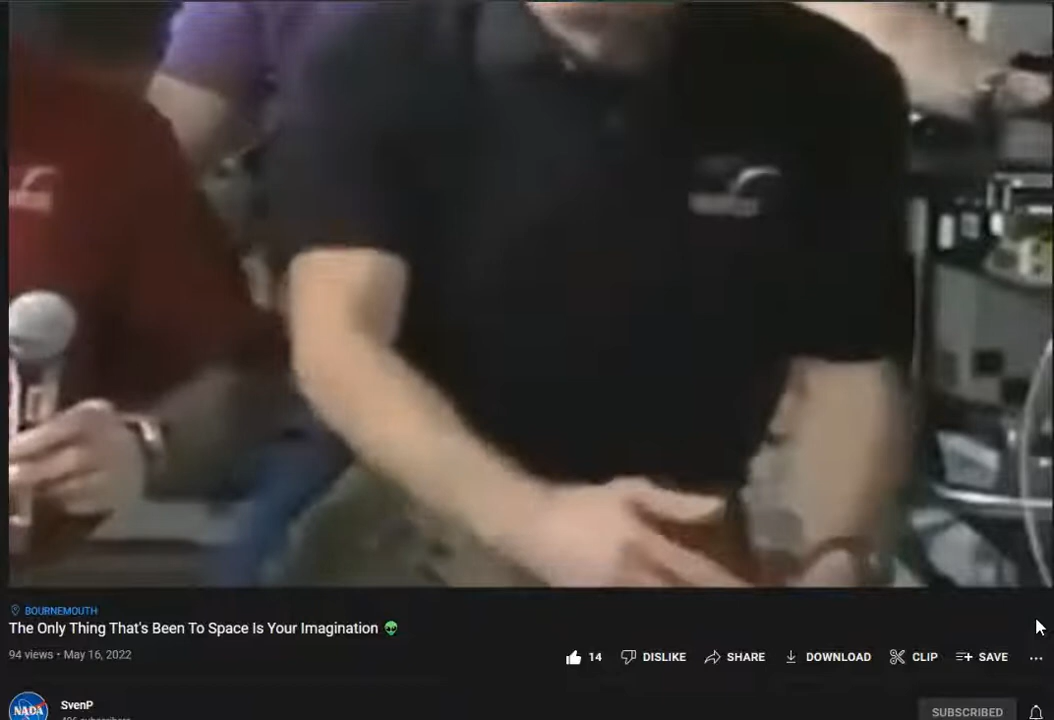 BOURNEMOUTH
The Only Thing That's Been To Space Is Your Imagination 👽
94 views • May 16, 2022
14 DISLIKE SHARE DOWNLOAD CLIP SAVE ...
NADA
SvenP
SUBSCRIBED